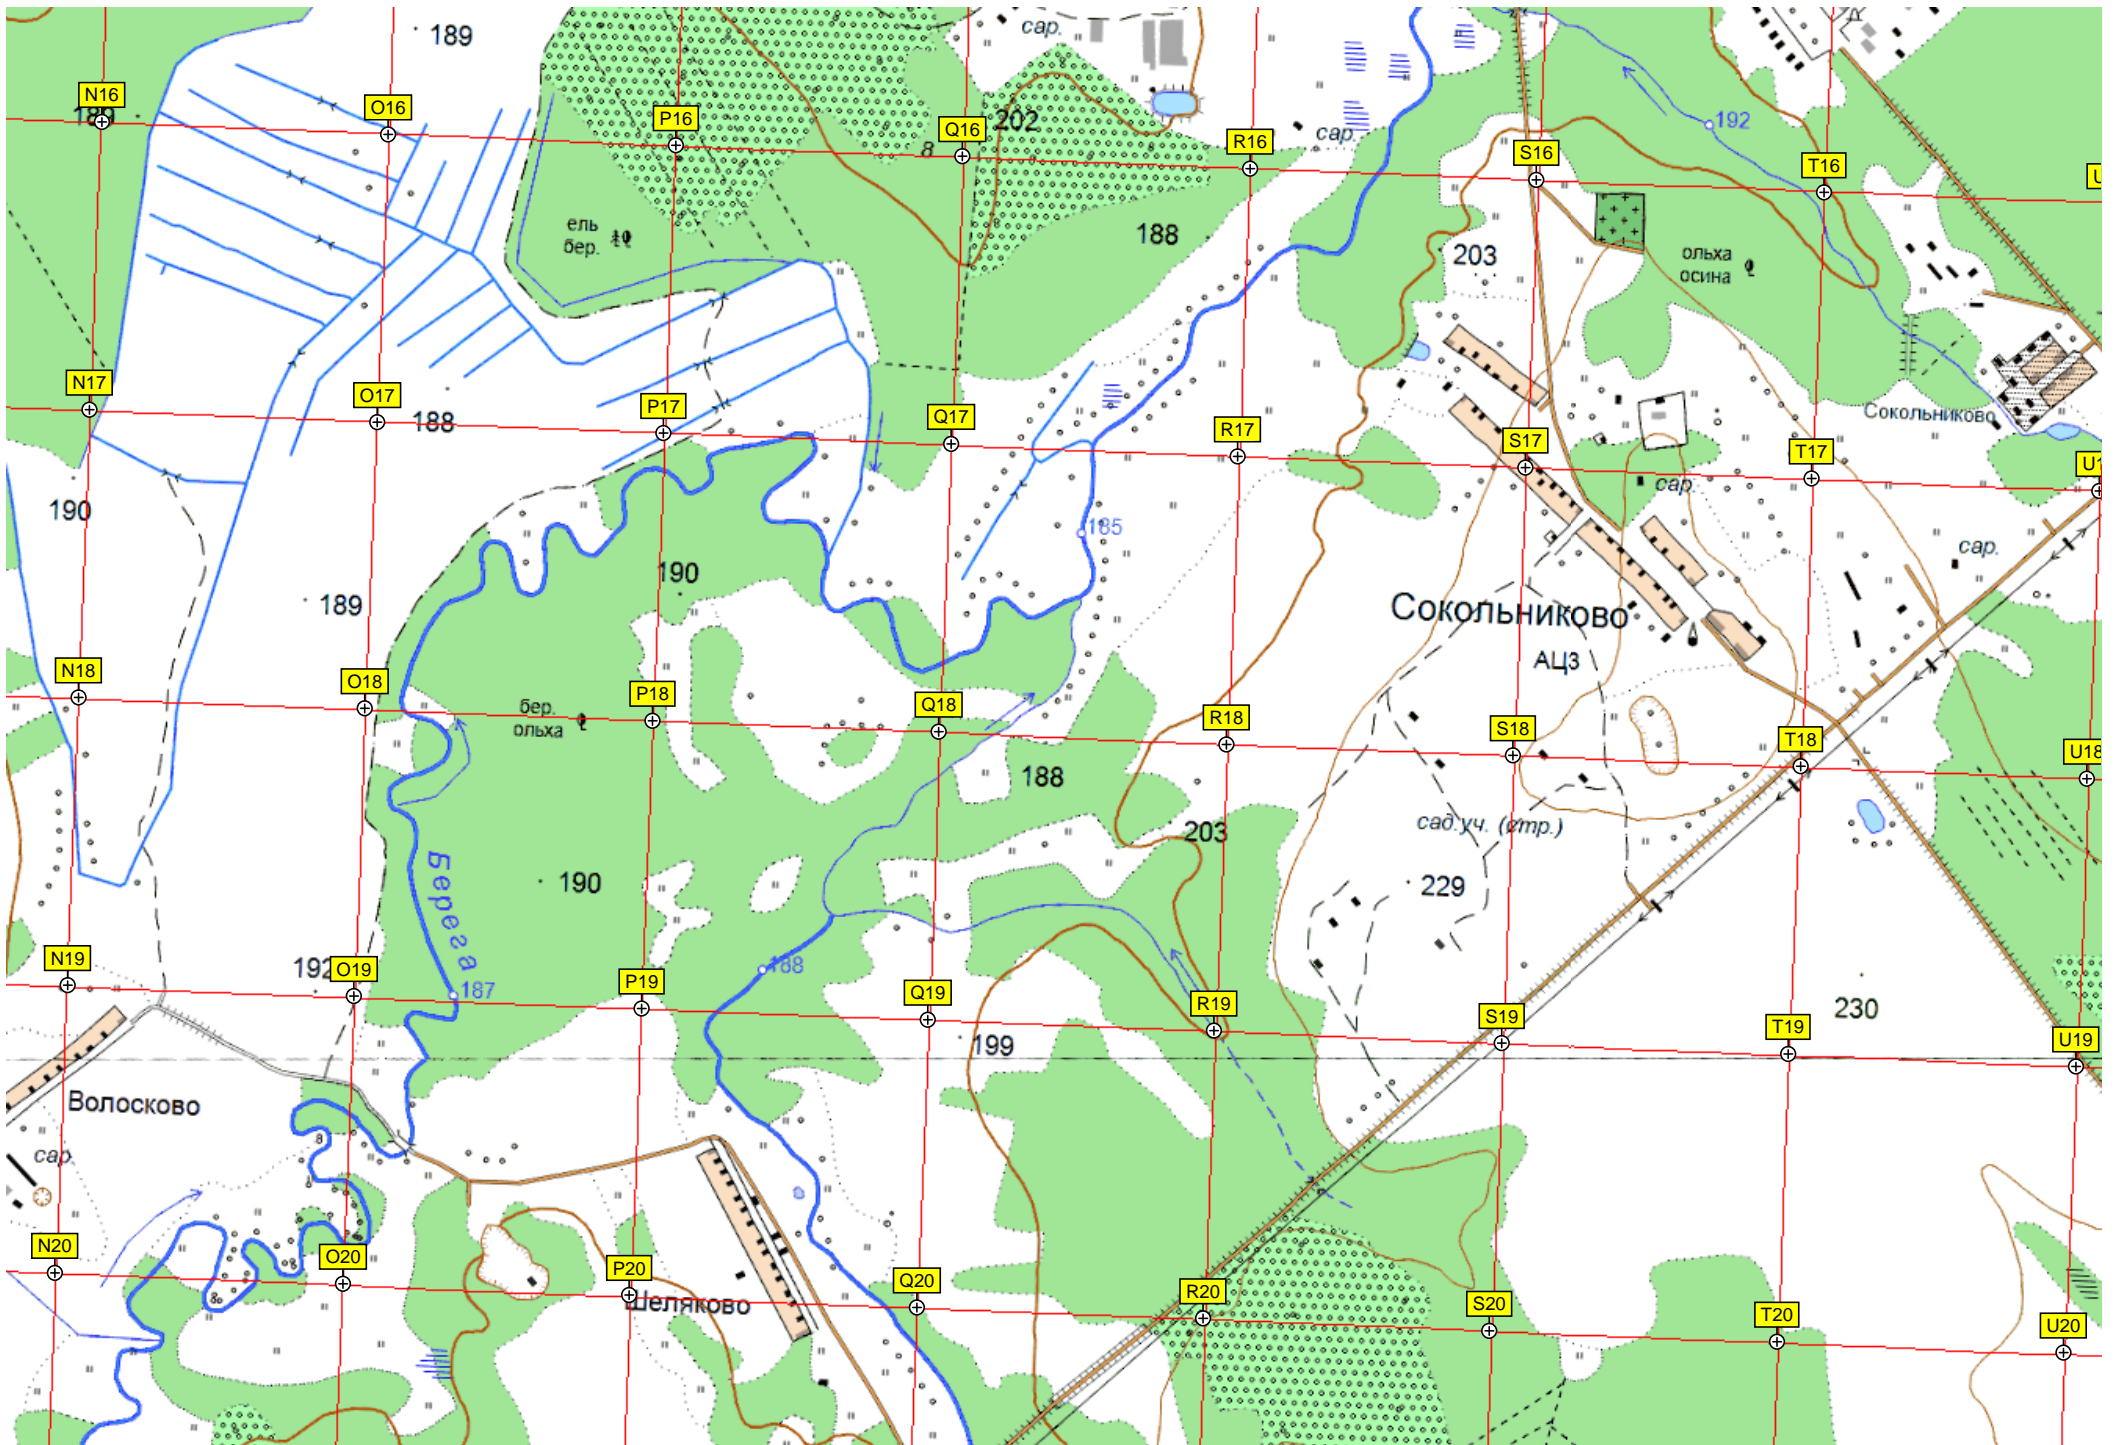 189
сар.
N16
189
O16
P16
Q16
202
8
R16
сар.
S16
192
T16
U
ель
бер.
188
203
ольха
осина
N17
O17
188
P17
Q17
R17
S17
T17
Сокольниково
U1
190
185
сар.
сар.
190
189
Сокольниково
АЦЗ
N18
O18
P18
Q18
R18
S18
T18
U18
бер.
ольха
188
203
сад.уч. (стр.)
Берега
190
229
N19
192
O19
187
P19
188
Q19
R19
S19
T19
230
U19
199
Волосково
сар
N20
O20
P20
Шеляково
Q20
R20
S20
T20
U20